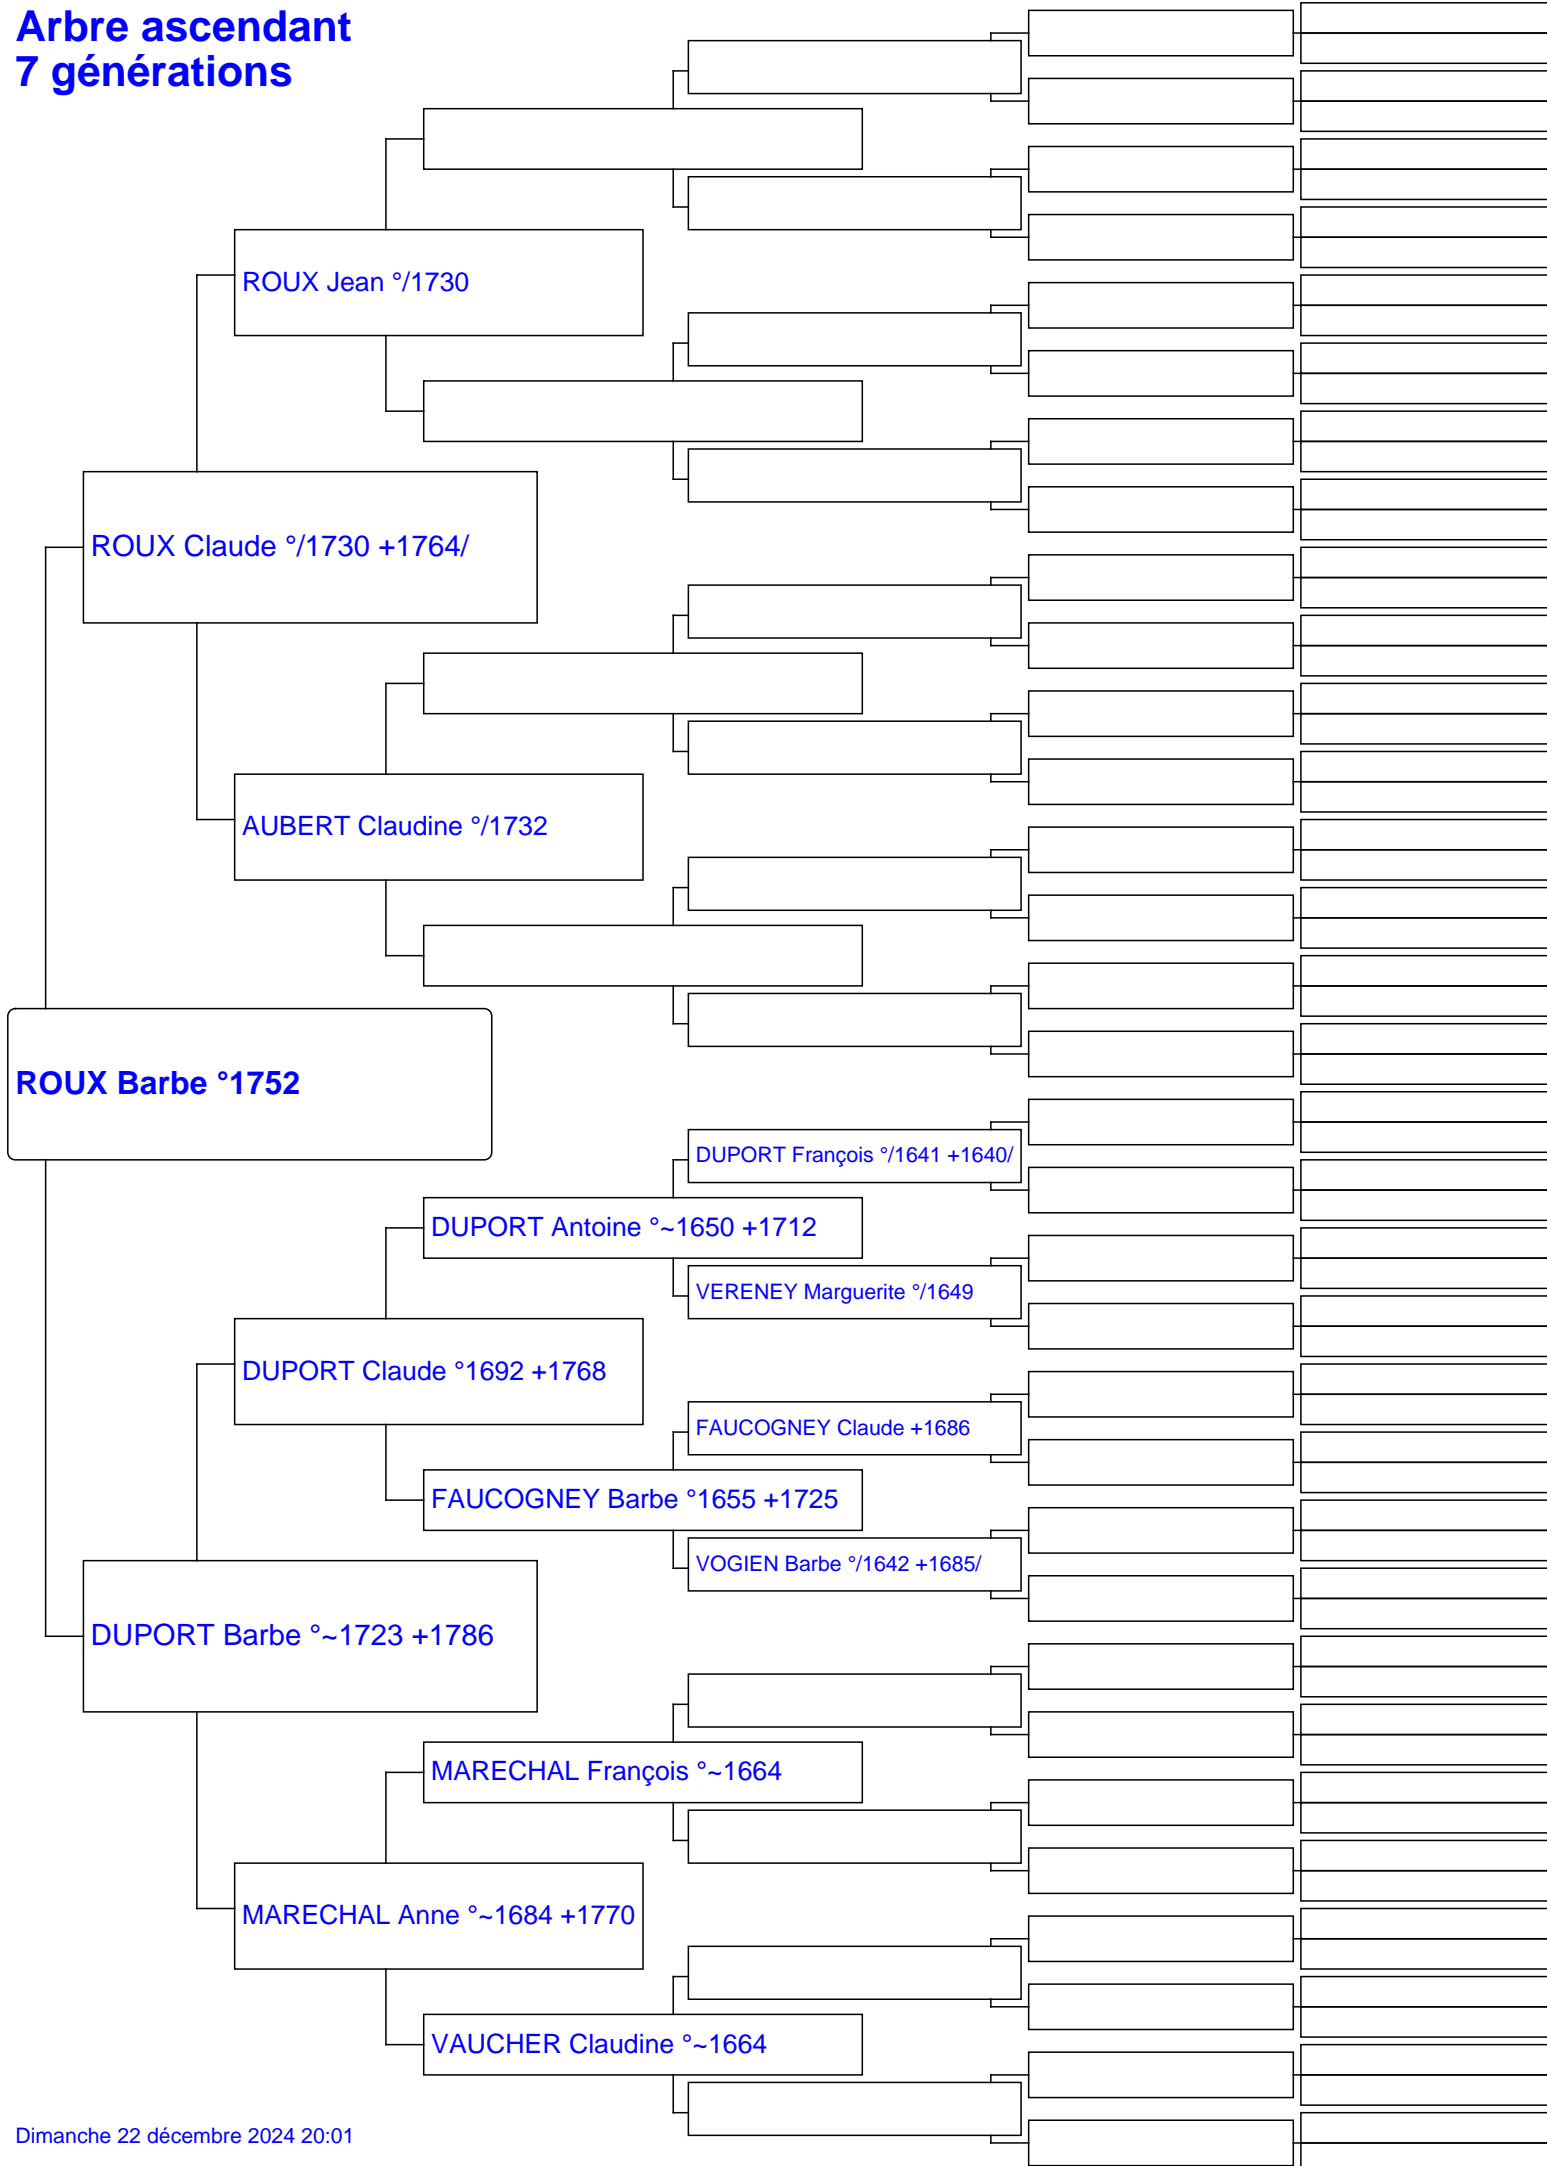 Arbre ascendant
7 générations
ROUX Jean °/1730
ROUX Claude °/1730 +1764/
AUBERT Claudine °/1732
ROUX Barbe °1752
DUPORT François °/1641 +1640/
DUPORT Antoine °~1650 +1712
VERENEY Marguerite °/1649
DUPORT Claude °1692 +1768
FAUCOGNEY Claude +1686
FAUCOGNEY Barbe °1655 +1725
VOGIEN Barbe °/1642 +1685/
DUPORT Barbe °~1723 +1786
MARECHAL François °~1664
MARECHAL Anne °~1684 +1770
VAUCHER Claudine °~1664
Dimanche 22 décembre 2024 20:01